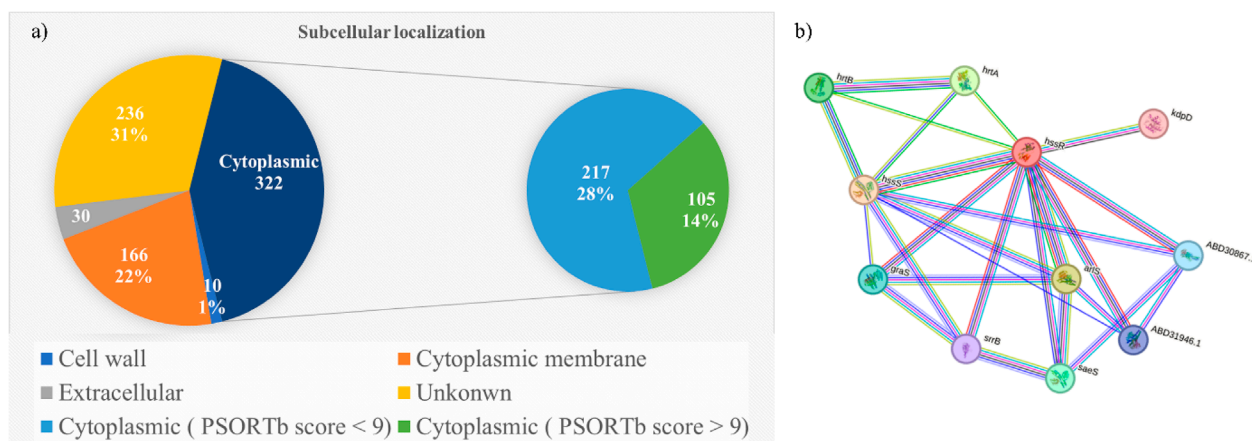 a)
Subcellular localization
236
31%
Cytoplasmic
322
30
166
22%
10
1%
217
28%
105
14%
Cell wall
Cytoplasmic membrane
Extracellular
Unkonwn
Cytoplasmic ( PSORTb score < 9)
Cytoplasmic ( PSORTb score > 9)
b)
hrtB
hrtA
kdpD
hssR
hssS
ABD30867...
graS
arlS
ABD31946.1
srrB
saeS